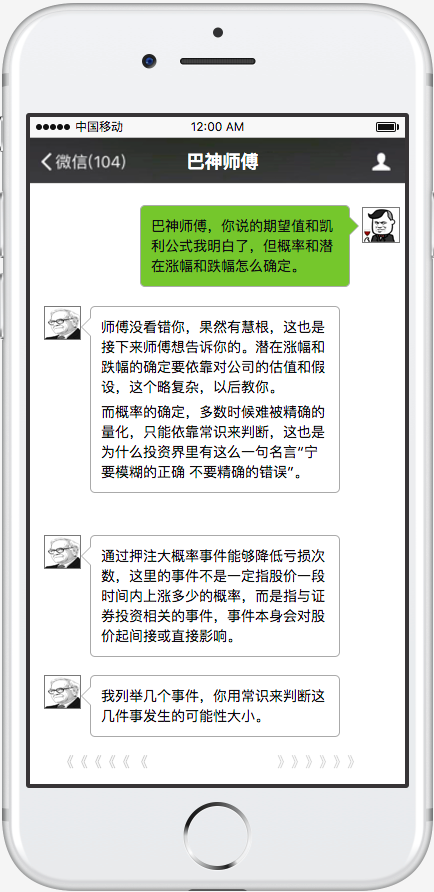 中国移动 12:00 AM
微信(104) 巴神师傅
巴神师傅，你说的期望值和凯
利公式我明白了，但概率和潜
在涨幅和跌幅怎么确定。
师傅没看错你，果然有慧根，这也是
接下来师傅想告诉你的。潜在涨幅和
跌幅的确定要依靠对公司的估值和假
设，这个略复杂，以后教你。
而概率的确定，多数时候难被精确的
量化，只能依靠常识来判断，这也是
为什么投资界里有这么一句名言“宁
要模糊的正确 不要精确的错误”。
通过押注大概率事件能够降低亏损次
数，这里的事件不是一定指股价一段
时间内上涨多少的概率，而是指与证
券投资相关的事件，事件本身会对股
价起间接或直接影响。
我列举几个事件，你用常识来判断这
几件事发生的可能性大小。
《《《《《《 》》》》》》